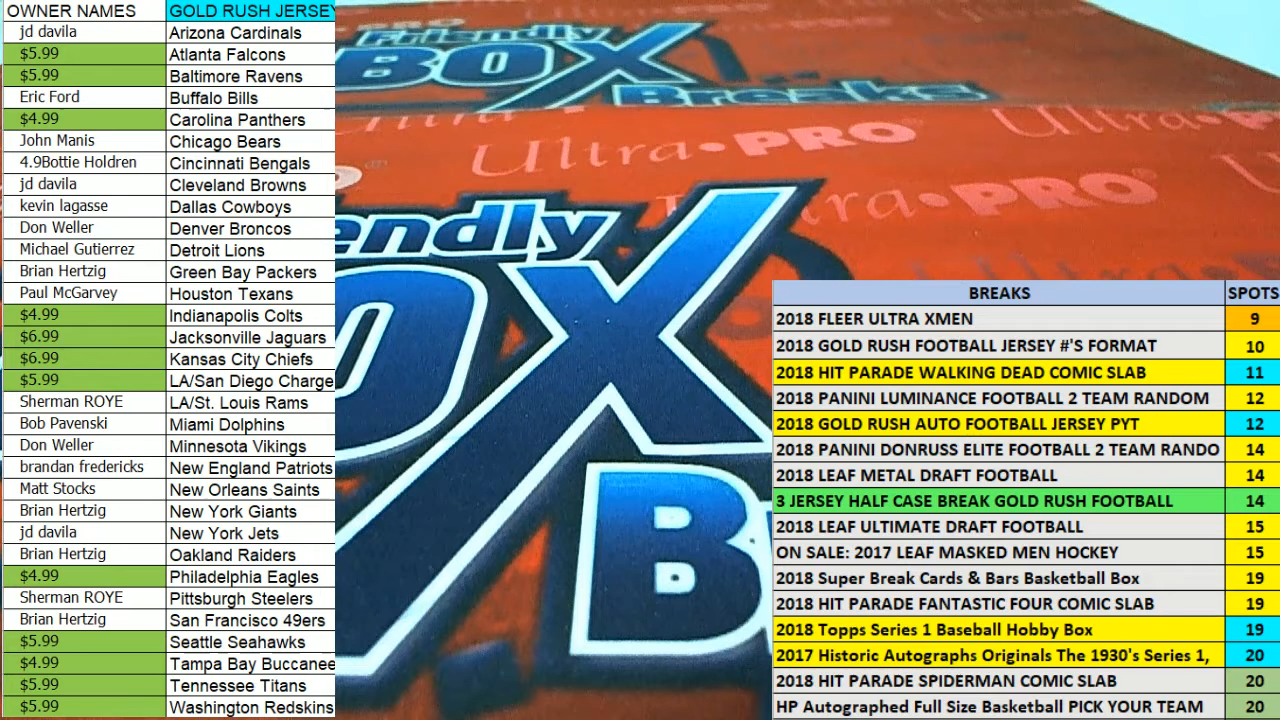 OWNER NAMES GOLD RUSH JERSEY
jd davila Arizona Cardinals
$5.99 Atlanta Falcons
$5.99 Baltimore Ravens
Eric Ford Buffalo Bills
$4.99 Carolina Panthers
John Manis Chicago Bears
4.9Bottie Holdren Cincinnati Bengals
jd davila Cleveland Browns
kevin lagasse Dallas Cowboys
Don Weller Denver Broncos
Michael Gutierrez Detroit Lions
Brian Hertzig Green Bay Packers
Paul McGarvey Houston Texans
$4.99 Indianapolis Colts
$6.99 Jacksonville Jaguars
$6.99 Kansas City Chiefs
$5.99 LA/San Diego Charge
Sherman ROYE LA/St. Louis Rams
Bob Pavenski Miami Dolphins
Don Weller Minnesota Vikings
brandan fredericks New England Patriots
Matt Stocks New Orleans Saints
Brian Hertzig New York Giants
jd davila New York Jets
Brian Hertzig Oakland Raiders
$4.99 Philadelphia Eagles
Sherman ROYE Pittsburgh Steelers
Brian Hertzig San Francisco 49ers
$5.99 Seattle Seahawks
$4.99 Tampa Bay Buccanee
$5.99 Tennessee Titans
$5.99 Washington Redskins
Friendly
BOX
Breaks
Ultra PRO
Ultra PRO
endly
OX
B
BREAKS SPOTS
2018 FLEER ULTRA XMEN 9
2018 GOLD RUSH FOOTBALL JERSEY #'S FORMAT 10
2018 HIT PARADE WALKING DEAD COMIC SLAB 11
2018 PANINI LUMINANCE FOOTBALL 2 TEAM RANDOM 12
2018 GOLD RUSH AUTO FOOTBALL JERSEY PYT 12
2018 PANINI DONRUSS ELITE FOOTBALL 2 TEAM RANDO 14
2018 LEAF METAL DRAFT FOOTBALL 14
3 JERSEY HALF CASE BREAK GOLD RUSH FOOTBALL 14
2018 LEAF ULTIMATE DRAFT FOOTBALL 15
ON SALE: 2017 LEAF MASKED MEN HOCKEY 15
2018 Super Break Cards & Bars Basketball Box 19
2018 HIT PARADE FANTASTIC FOUR COMIC SLAB 19
2018 Topps Series 1 Baseball Hobby Box 19
2017 Historic Autographs Originals The 1930's Series 1, 20
2018 HIT PARADE SPIDERMAN COMIC SLAB 20
HP Autographed Full Size Basketball PICK YOUR TEAM 20